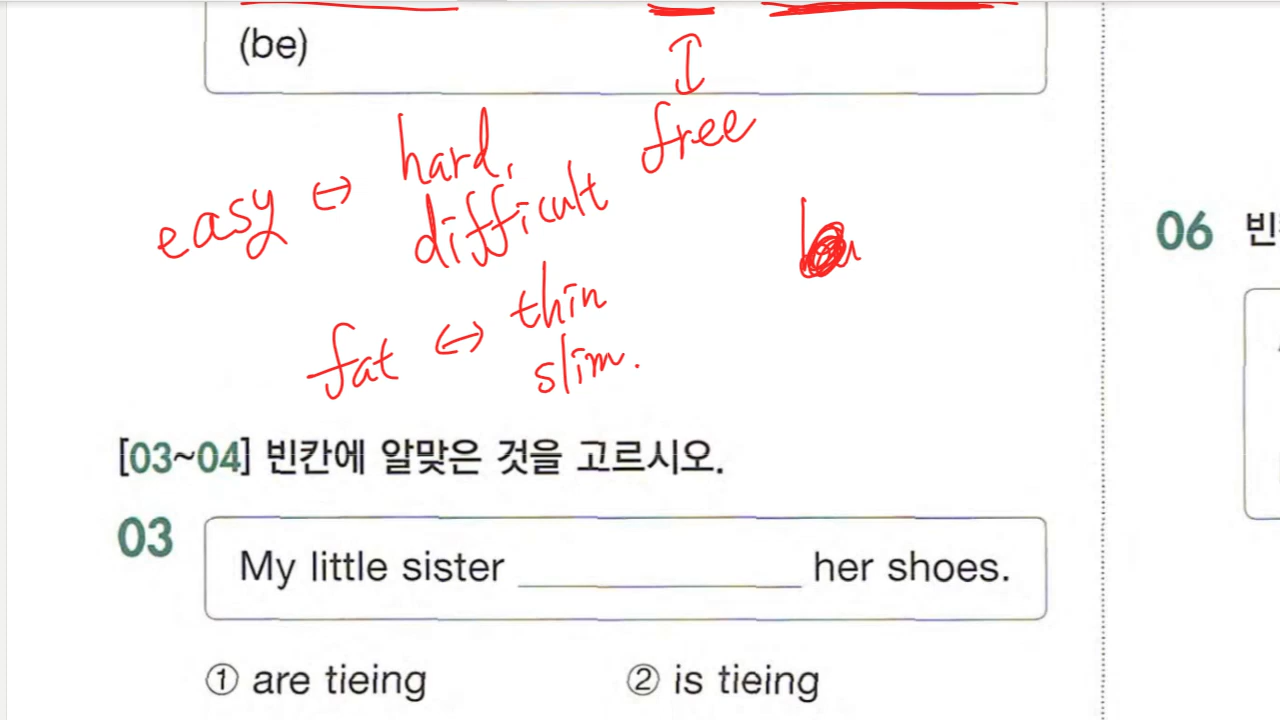 (be)
free
hard,
easy ↔ difficult
thin
fat ↔ slim.
[03~04] 빈칸에 알맞은 것을 고르시오.
03
My little sister ____________ her shoes.
① are tieing ② is tieing
06